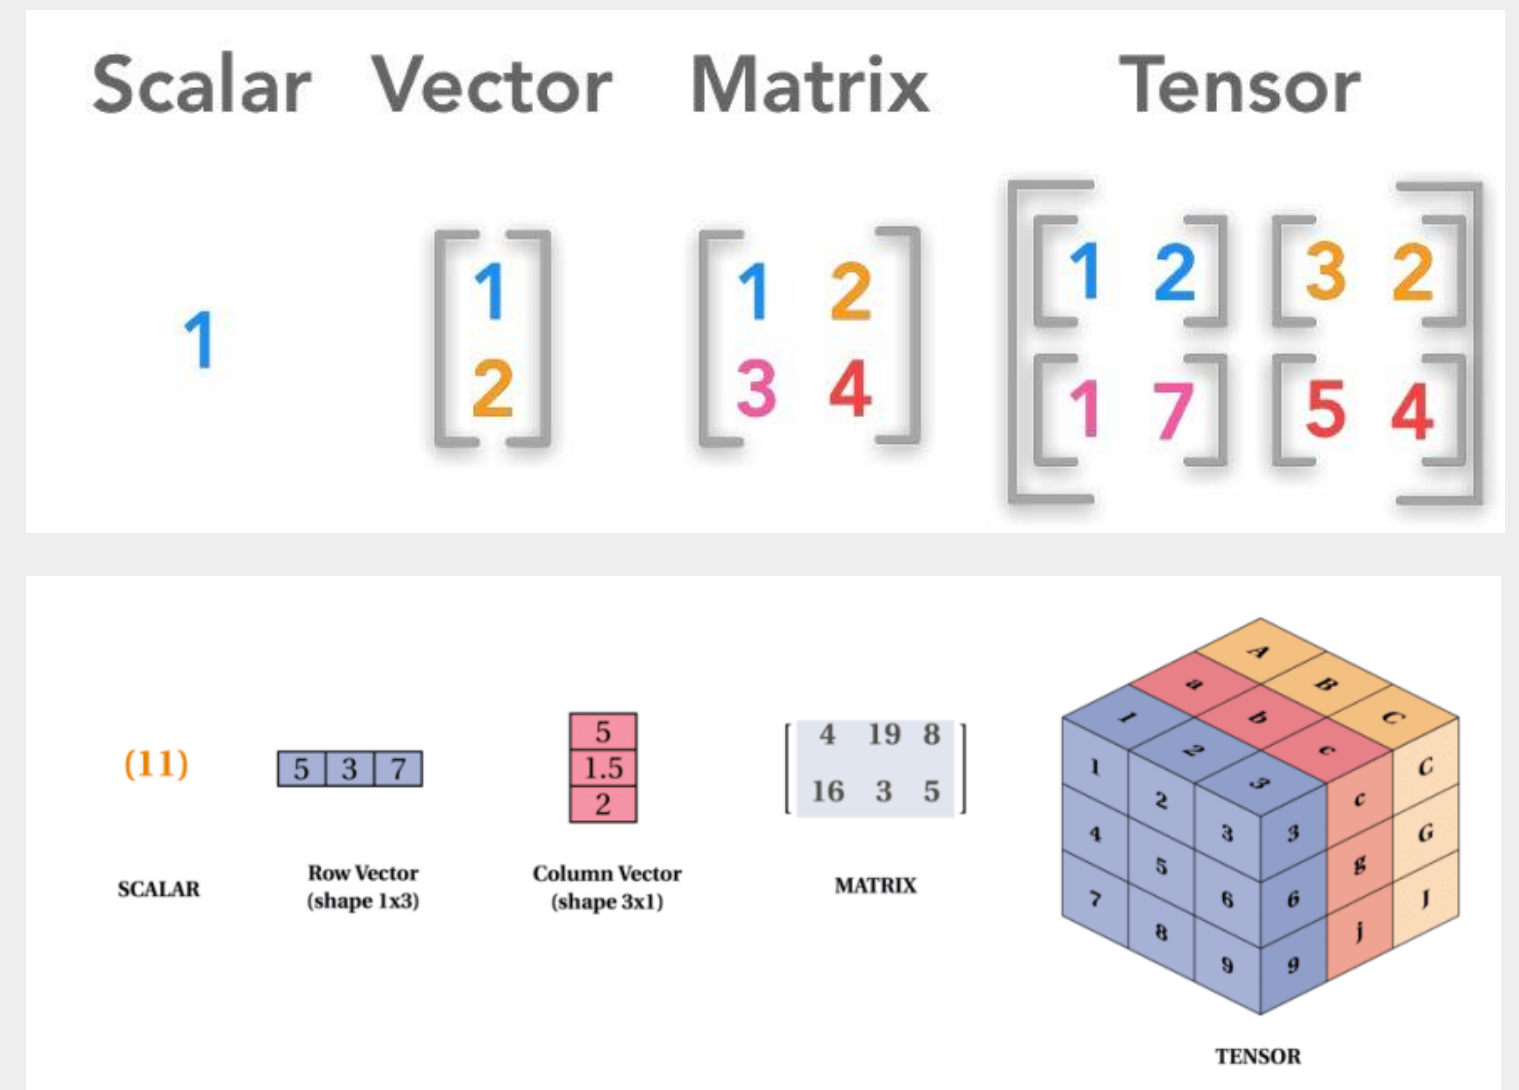 Scalar Vector Matrix Tensor
1
1
2
1 2
3 4
1 2 3 2
1 7 5 4
(11)
5 3 7
5
1.5
2
4 19 8
16 3 5
A
B
C
a
b
c
1
2
3
1 2 3
4 5 6
7 8 9
3 c C
6 g G
9 j J
SCALAR
Row Vector
(shape 1x3)
Column Vector
(shape 3x1)
MATRIX
TENSOR